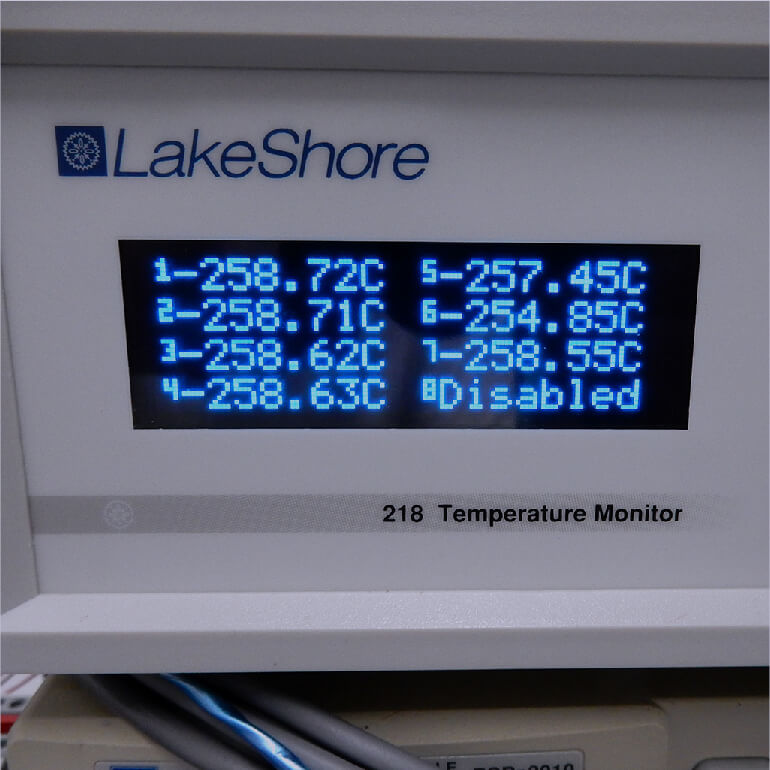 LakeShore
1-258.72C 5-257.45C
2-258.71C 6-254.85C
3-258.62C 7-258.55C
4-258.63C 8Disabled
218 Temperature Monitor